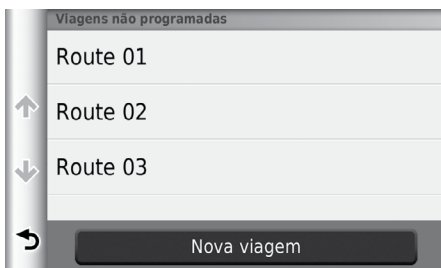 Viagens não programadas
Route 01
Route 02
Route 03
Nova viagem